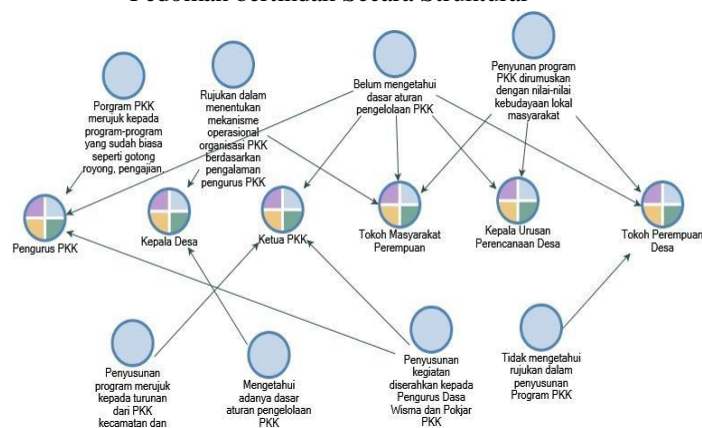 Pedoman bertindak Secara Struktural
Porgram PKK
merujuk kepada
program-program
yang sudah biasa
seperti gotong
royong, pengajian,
Rujukan dalam
menentukan
mekanisme
operasional
organisasi PKK
berdasarkan
pengalaman
pengurus PKK
Belum mengetahui
dasar aturan
pengelolaan PKK
Penyunan program
PKK dirumuskan
dengan nilai-nilai
kebudayaan lokal
masyarakat
Pengurus PKK
Kepala Desa
Ketua PKK
Tokoh Masyarakat
Perempuan
Kepala Urusan
Perencanaan Desa
Tokoh Perempuan
Desa
Penyusunan
program merujuk
kepada turunan
dari PKK
kecamatan dan
Mengetahui
adanya dasar
aturan pengelolaan
PKK
Penyusunan
kegiatan
diserahkan kepada
Pengurus Dasa
Wisma dan Pokjar
PKK
Tidak mengetahui
rujukan dalam
penyusunan
Program PKK